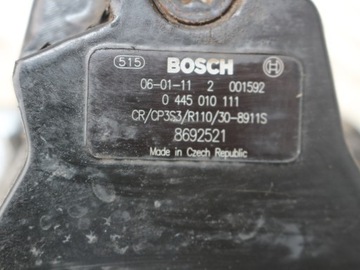 515 BOSCH
06-01-11 2 001592
0 445 010 111
CR/CP3S3/R110/30-8911S
8692521
Made in Czech Republic